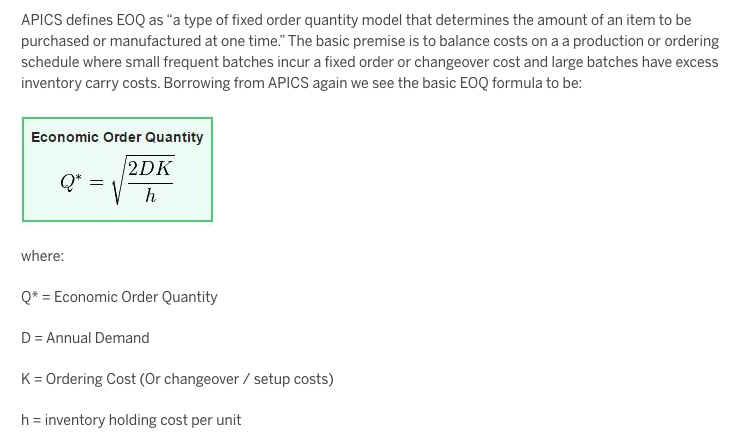 APICS defines EOQ as “a type of fixed order quantity model that determines the amount of an item to be
purchased or manufactured at one time.” The basic premise is to balance costs on a a production or ordering
schedule where small frequent batches incur a fixed order or changeover cost and large batches have excess
inventory carry costs. Borrowing from APICS again we see the basic EOQ formula to be:
Economic Order Quantity
Q* = √(2DK / h)
where:
Q* = Economic Order Quantity
D = Annual Demand
K = Ordering Cost (Or changeover / setup costs)
h = inventory holding cost per unit